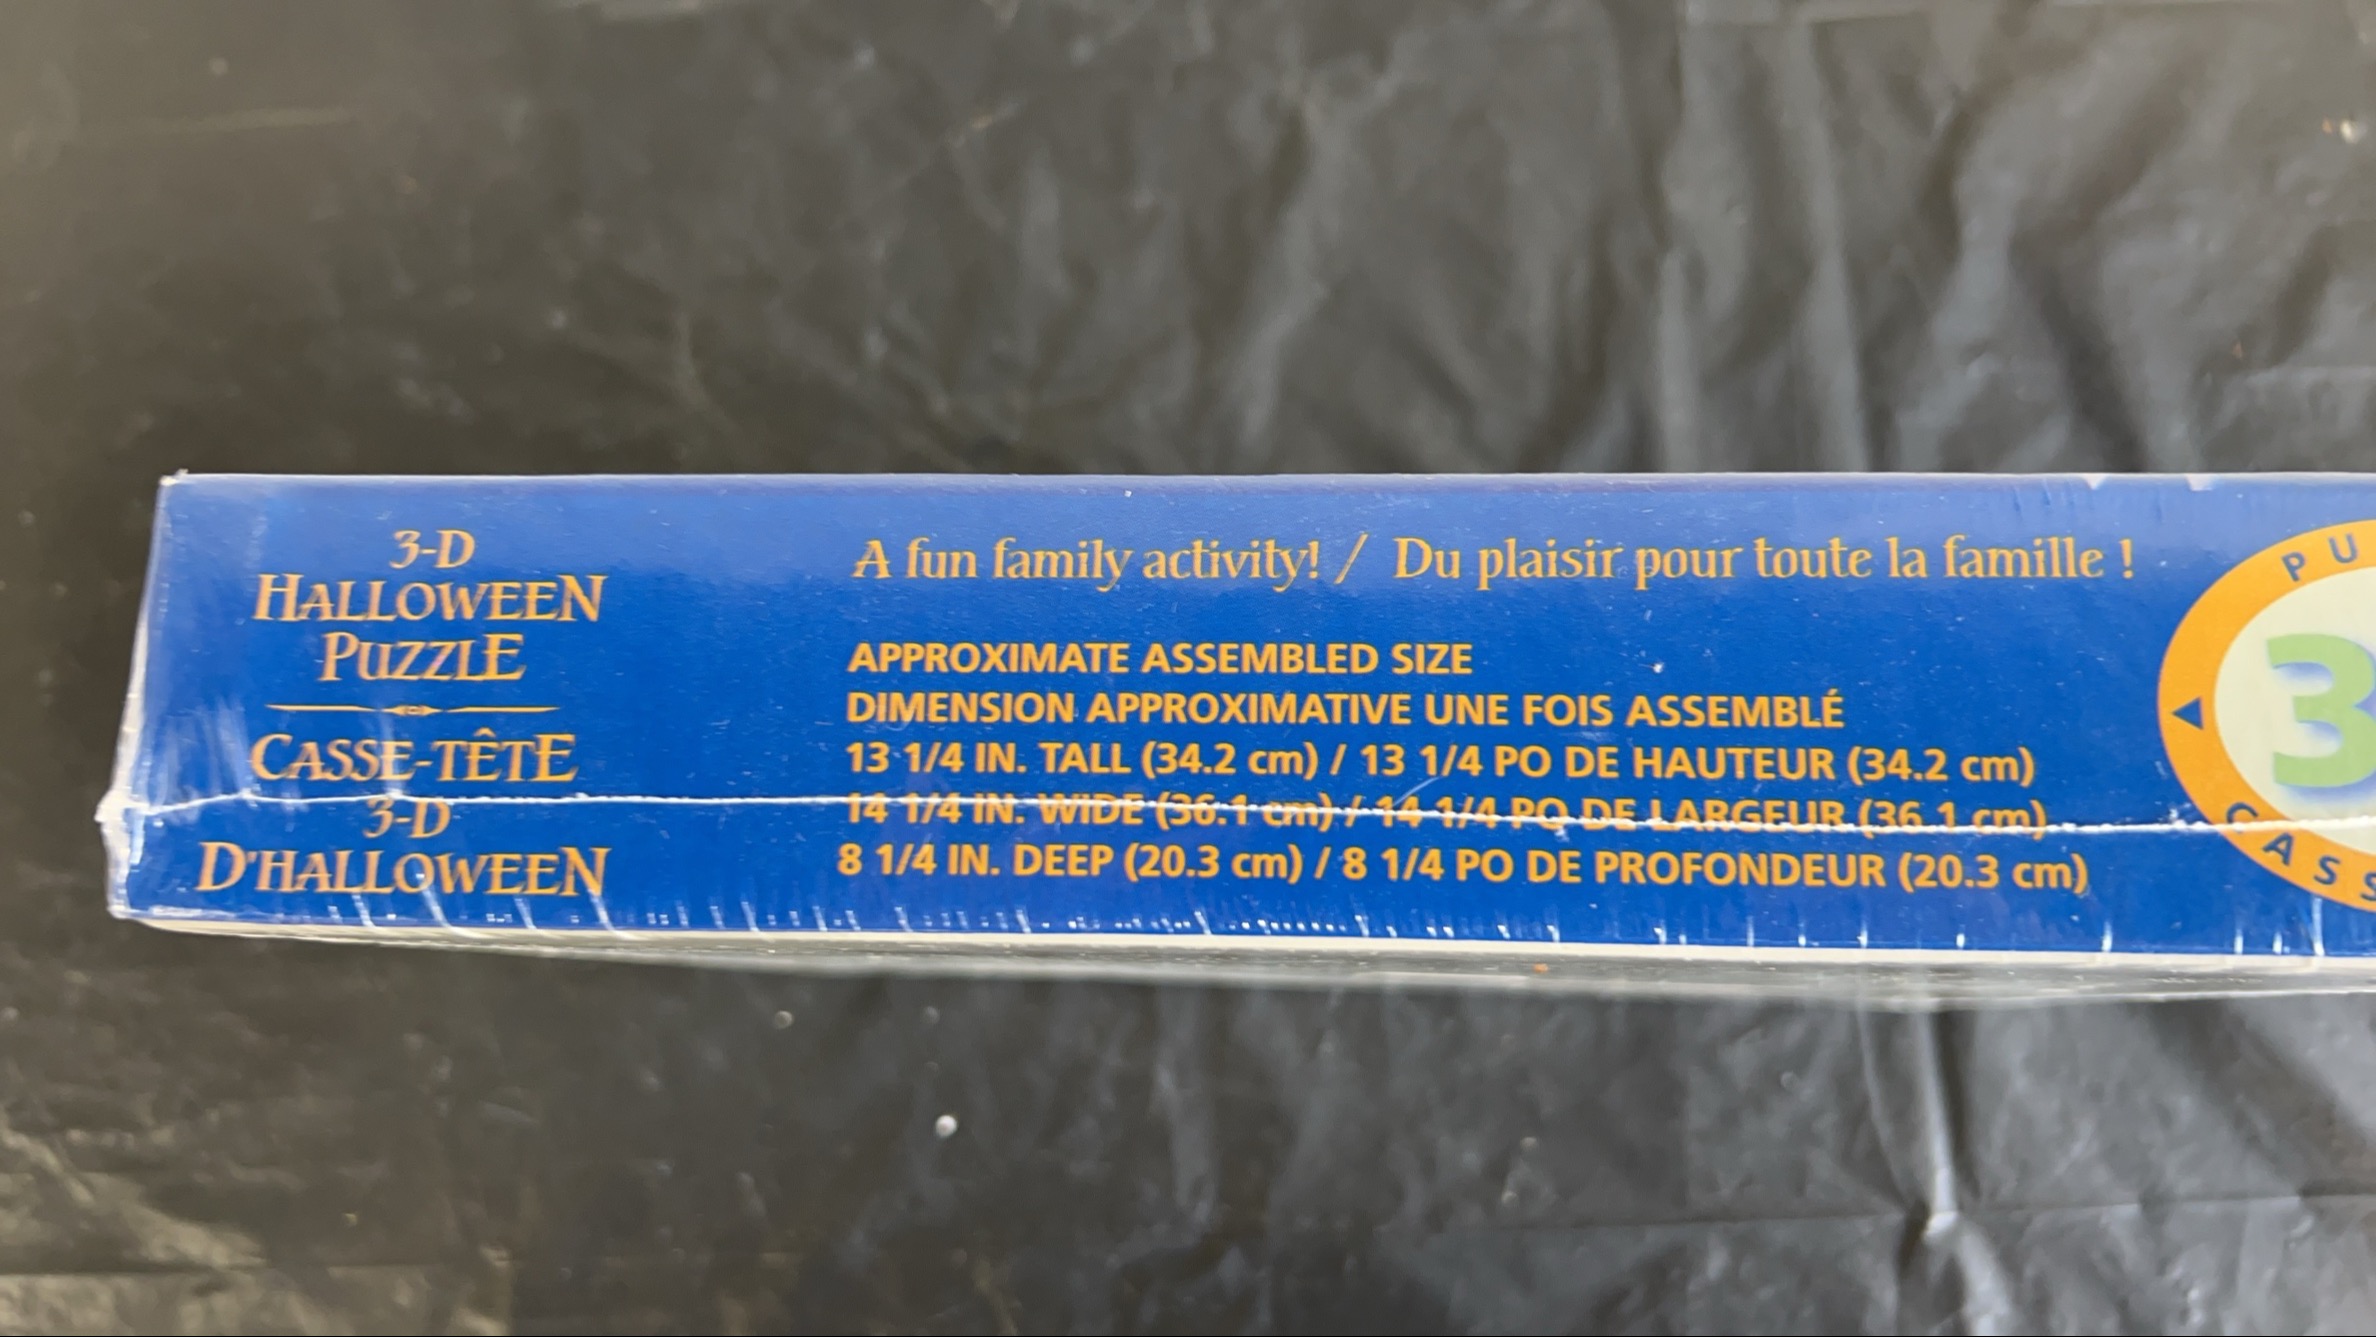 3-D
HALLOWEEN
PUZZLE
CASSE-TÊTE
3-D
D'HALLOWEEN
A fun family activity! / Du plaisir pour toute la famille !
APPROXIMATE ASSEMBLED SIZE
DIMENSION APPROXIMATIVE UNE FOIS ASSEMBLÉ
13 1/4 IN. TALL (34.2 cm) / 13 1/4 PO DE HAUTEUR (34.2 cm)
14 1/4 IN. WIDE (36.1 cm) / 14 1/4 PO DE LARGEUR (36.1 cm)
8 1/4 IN. DEEP (20.3 cm) / 8 1/4 PO DE PROFONDEUR (20.3 cm)
PU
3
CASS